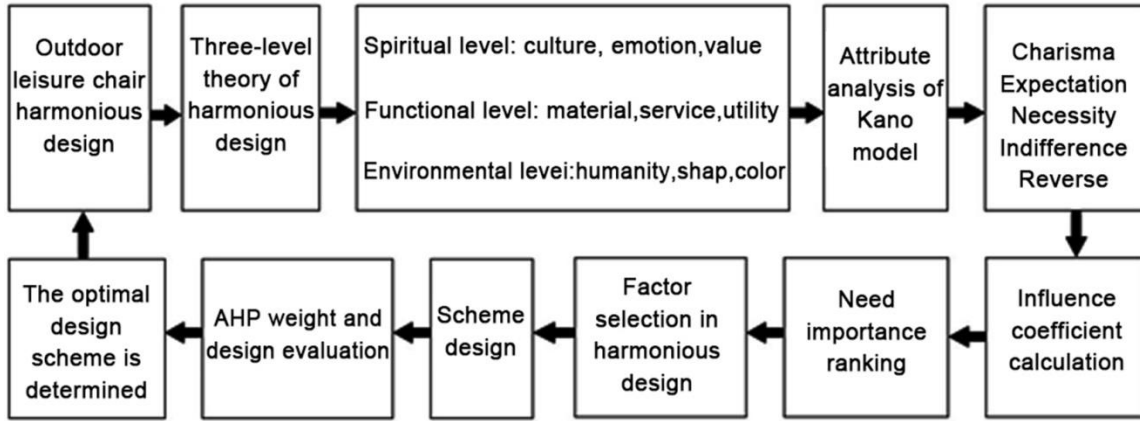 Outdoor
leisure chair
harmonious
design
Three-level
theory of
harmonious
design
Spiritual level: culture, emotion,value
Functional level: material,service,utility
Environmental level:humanity,shap,color
Attribute
analysis of
Kano
model
Charisma
Expectation
Necessity
Indifference
Reverse
Influence
coefficient
calculation
Need
importance
ranking
Factor
selection in
harmonious
design
Scheme
design
AHP weight and
design evaluation
The optimal
design
scheme is
determined